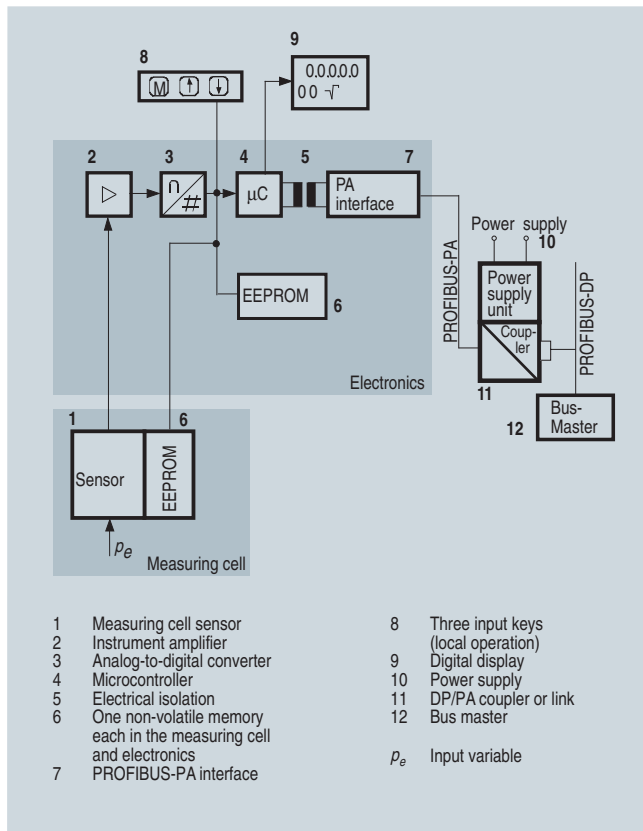 8
9
M ↑ ↓
0.0.0.0.0
0 0 √
2 3 4 5 7
n
#
µC
PA
interface
Power supply
10
EEPROM
6
PROFIBUS-PA
Power
supply
unit
PROFIBUS-DP
Coup-
ler
Electronics
11
Bus-
Master
12
1 6
Sensor
EEPROM
pe
Measuring cell
1 Measuring cell sensor
2 Instrument amplifier
3 Analog-to-digital converter
4 Microcontroller
5 Electrical isolation
6 One non-volatile memory
each in the measuring cell
and electronics
7 PROFIBUS-PA interface
8 Three input keys
(local operation)
9 Digital display
10 Power supply
11 DP/PA coupler or link
12 Bus master
pe Input variable